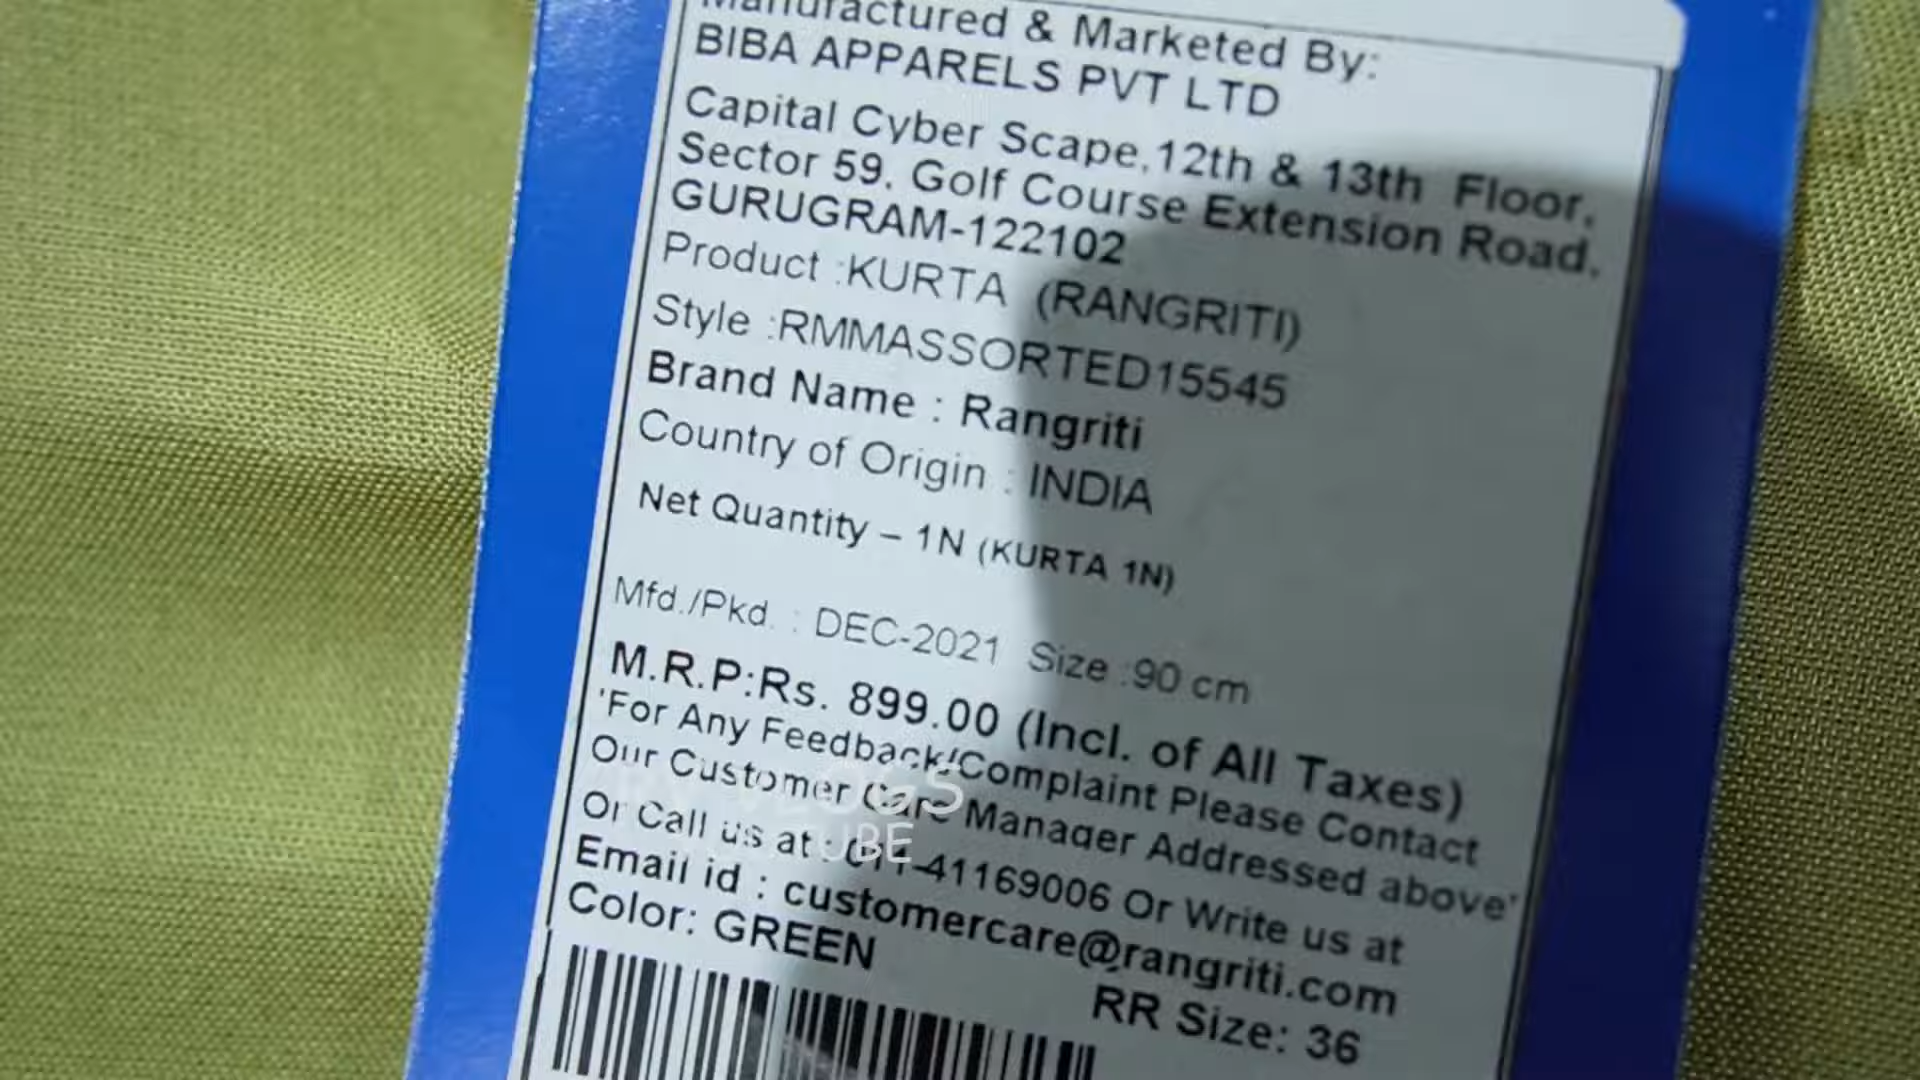 Manufactured & Marketed By:
BIBA APPARELS PVT LTD
Capital Cyber Scape,12th & 13th Floor,
Sector 59, Golf Course Extension Road,
GURUGRAM-122102
Product :KURTA (RANGRITI)
Style :RMMASSORTED15545
Brand Name : Rangriti
Country of Origin : INDIA
Net Quantity – 1N (KURTA 1N)
Mfd./Pkd. : DEC-2021 Size :90 cm
M.R.P:Rs. 899.00 (Incl. of All Taxes)
'For Any Feedback/Complaint Please Contact
Our Customer Care Manager Addressed above'
Or Call us at : 011-41169006 Or Write us at
Email id : customercare@rangriti.com
Color: GREEN
RR Size: 36
VLOGS